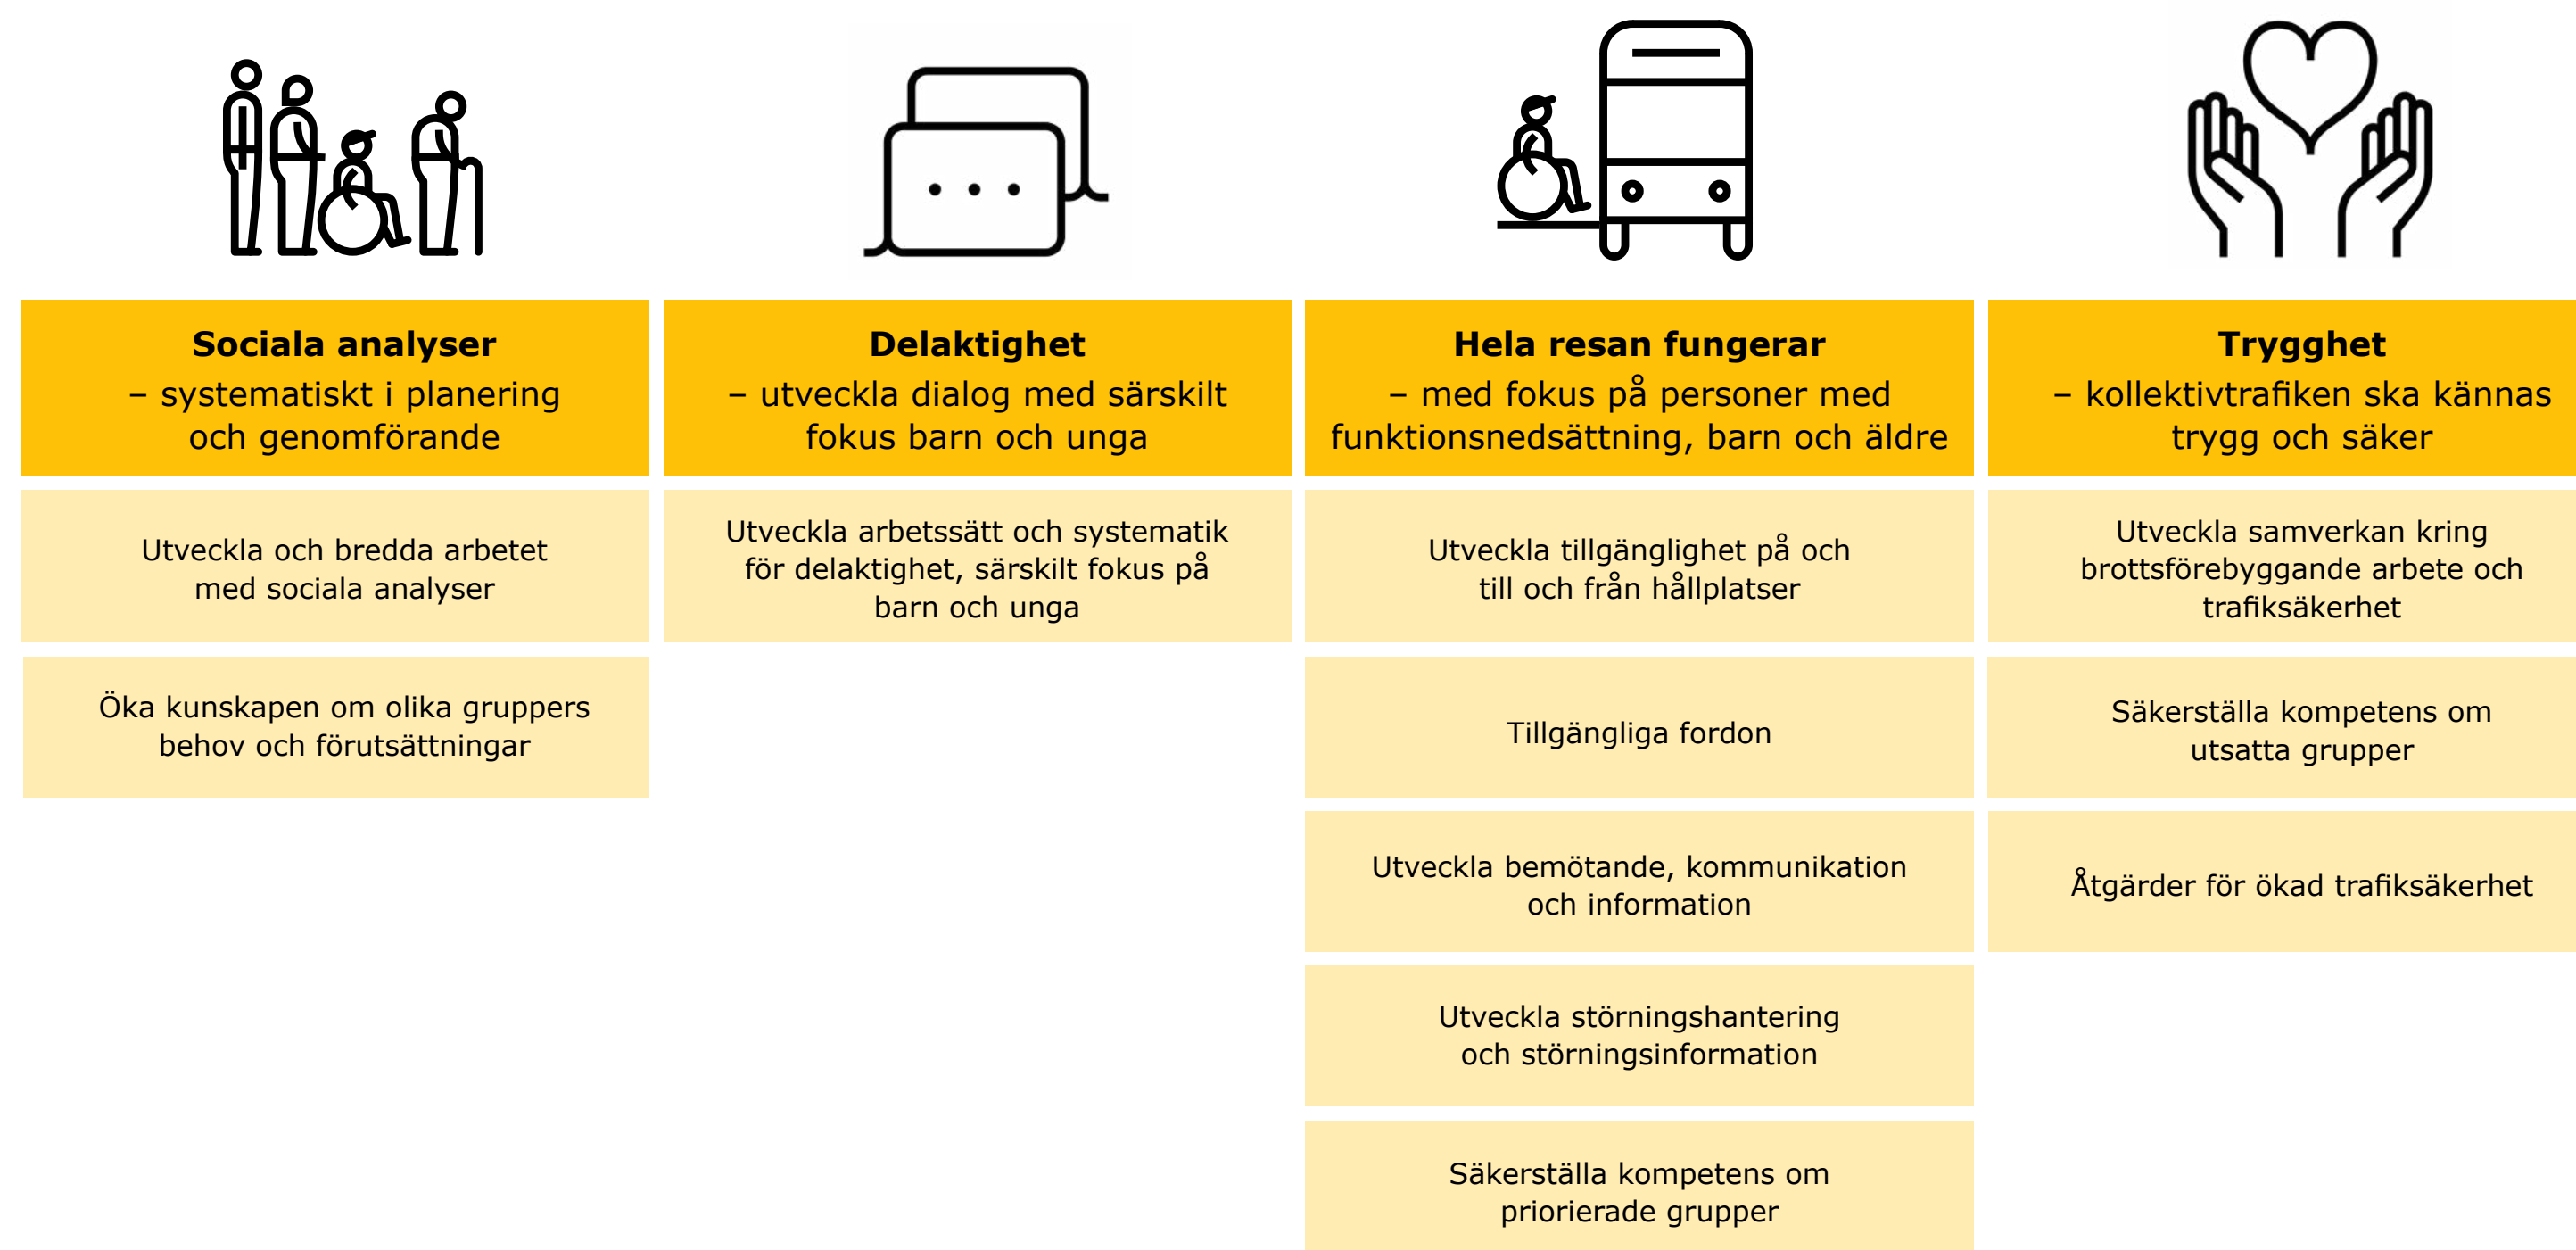 Sociala analyser
– systematiskt i planering
och genomförande
Utveckla och bredda arbetet
med sociala analyser
Öka kunskapen om olika gruppers
behov och förutsättningar
Delaktighet
– utveckla dialog med särskilt
fokus barn och unga
Utveckla arbetssätt och systematik
för delaktighet, särskilt fokus på
barn och unga
Hela resan fungerar
– med fokus på personer med
funktionsnedsättning, barn och äldre
Utveckla tillgänglighet på och
till och från hållplatser
Tillgängliga fordon
Utveckla bemötande, kommunikation
och information
Utveckla störningshantering
och störningsinformation
Säkerställa kompetens om
priorierade grupper
Trygghet
– kollektivtrafiken ska kännas
trygg och säker
Utveckla samverkan kring
brottsförebyggande arbete och
trafiksäkerhet
Säkerställa kompetens om
utsatta grupper
Åtgärder för ökad trafiksäkerhet